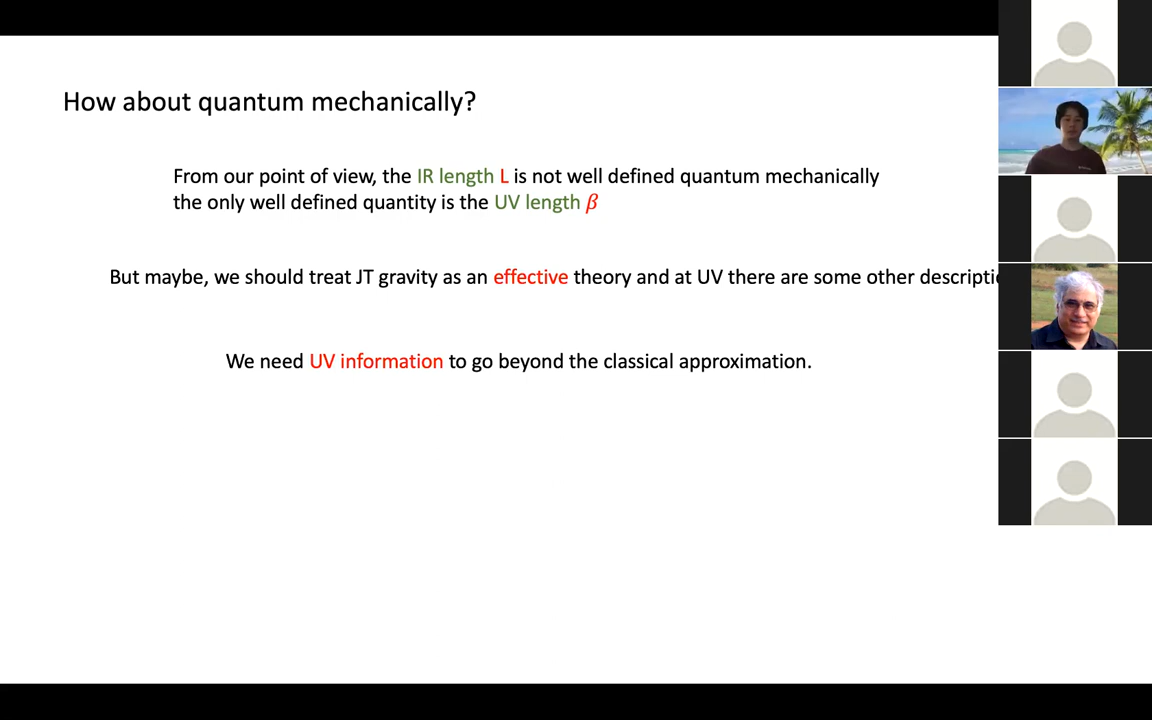 How about quantum mechanically?
From our point of view, the IR length L is not well defined quantum mechanically
the only well defined quantity is the UV length β
But maybe, we should treat JT gravity as an effective theory and at UV there are some other
We need UV information to go beyond the classical approximation.